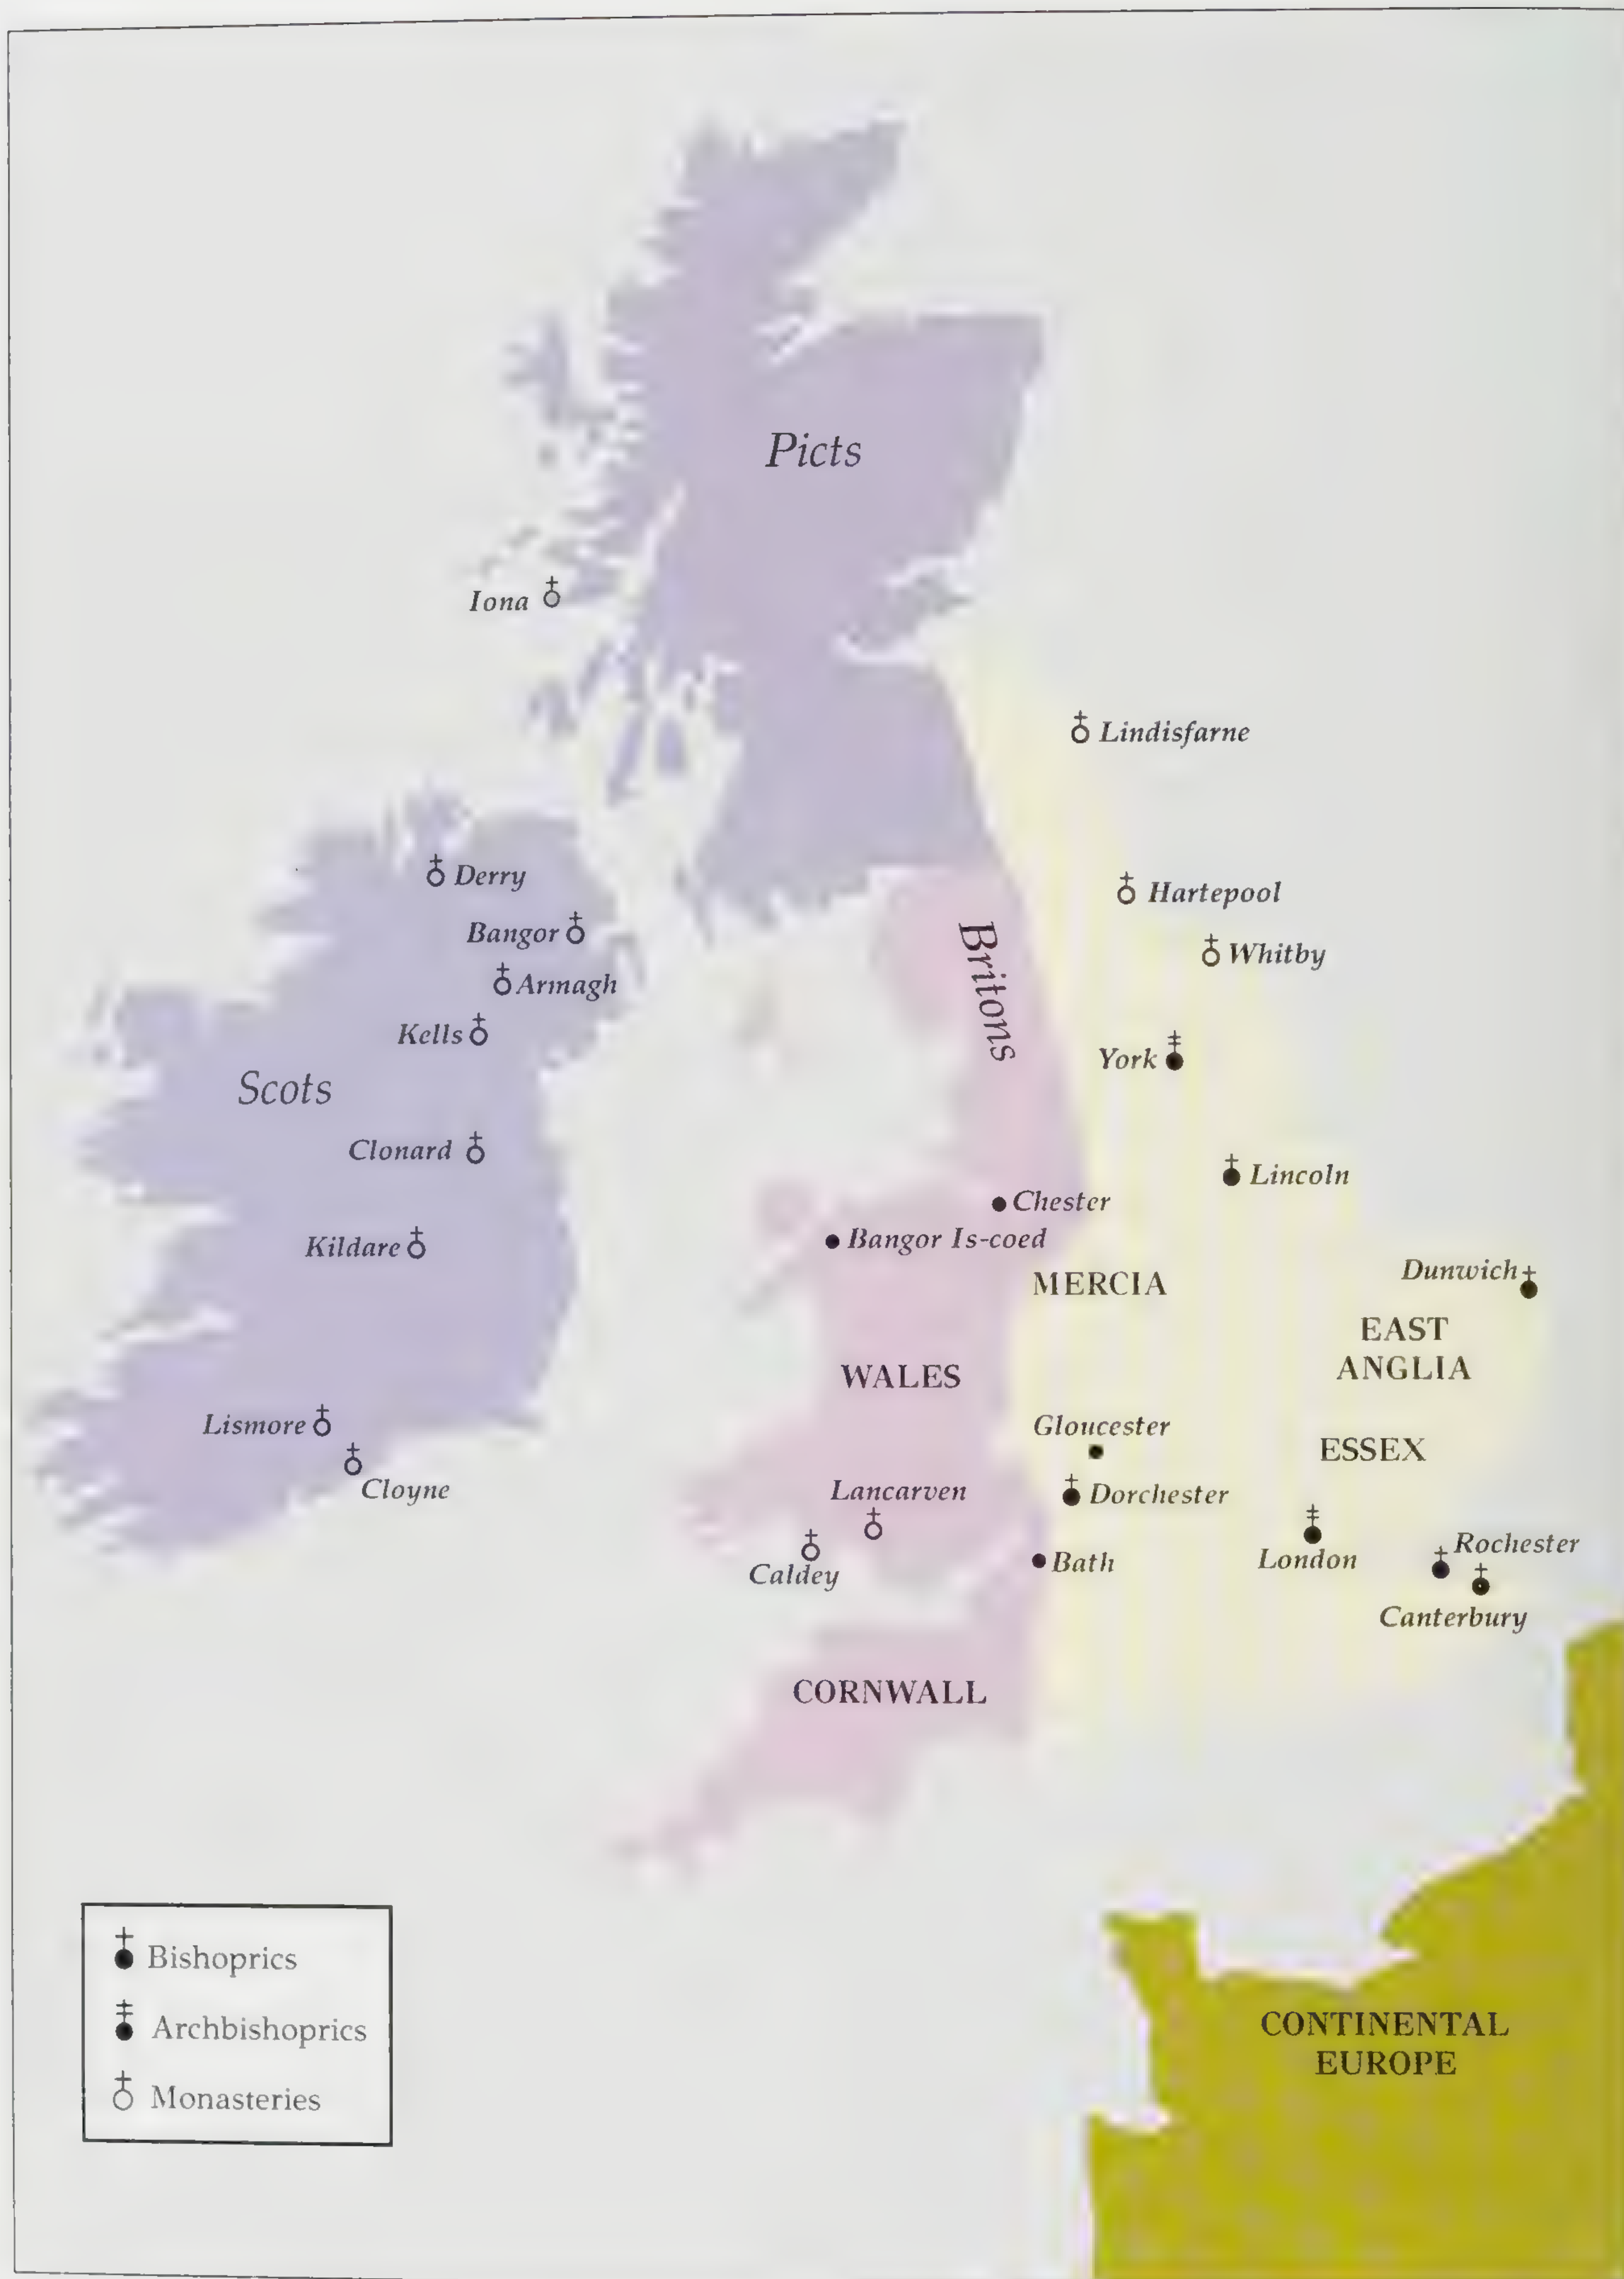 Picts
Iona
Lindisfarne
Derry
Hartepool
Bangor
Britons
Whitby
Armagh
Kells
York
Scots
Clonard
Lincoln
Chester
Bangor Is-coed
Kildare
Dunwich
MERCIA
EAST
ANGLIA
WALES
Lismore
Gloucester
ESSEX
Cloyne
Lancarven
Dorchester
Rochester
London
Bath
Caldey
Canterbury
CORNWALL
Bishoprics
Archbishoprics
Monasteries
CONTINENTAL
EUROPE